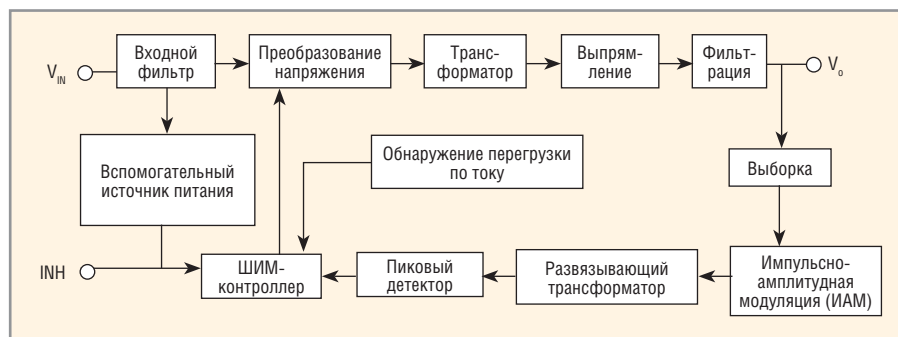 V_IN
Входной
фильтр
Преобразование
напряжения
Транс-
форматор
Выпрям-
ление
Фильт-
рация
V_o
Вспомогательный
источник питания
Обнаружение перегрузки
по току
Выборка
INH
ШИМ-
контроллер
Пиковый
детектор
Развязывающий
трансформатор
Импульсно-
амплитудная
модуляция (ИАМ)